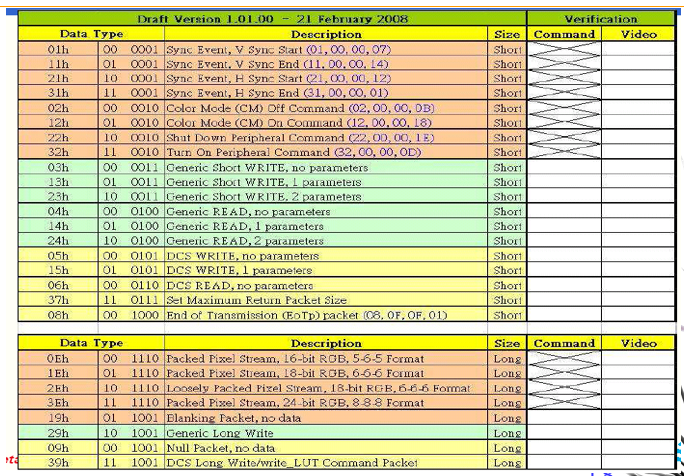 Draft Version 1.01.00 - 21 February 2008 Verification
Data Type Description Size Command Video
01h 00 0001 Sync Event, V Sync Start (01, 00, 00, 07) Short
11h 01 0001 Sync Event, V Sync End (11, 00, 00, 14) Short
21h 10 0001 Sync Event, H Sync Start (21, 00, 00, 12) Short
31h 11 0001 Sync Event, H Sync End (31, 00, 00, 01) Short
02h 00 0010 Color Mode (CM) Off Command (02, 00, 00, 0B) Short
12h 01 0010 Color Mode (CM) On Command (12, 00, 00, 18) Short
22h 10 0010 Shut Down Peripheral Command (22, 00, 00, 1E) Short
32h 11 0010 Turn On Peripheral Command (32, 00, 00, 0D) Short
03h 00 0011 Generic Short WRITE, no parameters Short
13h 01 0011 Generic Short WRITE, 1 parameters Short
23h 10 0011 Generic Short WRITE, 2 parameters Short
04h 00 0100 Generic READ, no parameters Short
14h 01 0100 Generic READ, 1 parameters Short
24h 10 0100 Generic READ, 2 parameters Short
05h 00 0101 DCS WRITE, no parameters Short
15h 01 0101 DCS WRITE, 1 parameters Short
06h 00 0110 DCS READ, no parameters Short
37h 11 0111 Set Maximum Return Packet Size Short
08h 00 1000 End of Transmission (EoTp) packet (08, 0F, 0F, 01) Short
Data Type Description Size Command Video
0Eh 00 1110 Packed Pixel Stream, 16-bit RGB, 5-6-5 Format Long
1Eh 01 1110 Packed Pixel Stream, 18-bit RGB, 6-6-6 Format Long
2Eh 10 1110 Loosely Packed Pixel Stream, 18-bit RGB, 6-6-6 Format Long
3Eh 11 1110 Packed Pixel Stream, 24-bit RGB, 8-8-8 Format Long
19h 01 1001 Blanking Packet, no data Long
29h 10 1001 Generic Long Write Long
09h 00 1001 Null Packet, no data Long
39h 11 1001 DCS Long Write/write_LUT Command Packet Long